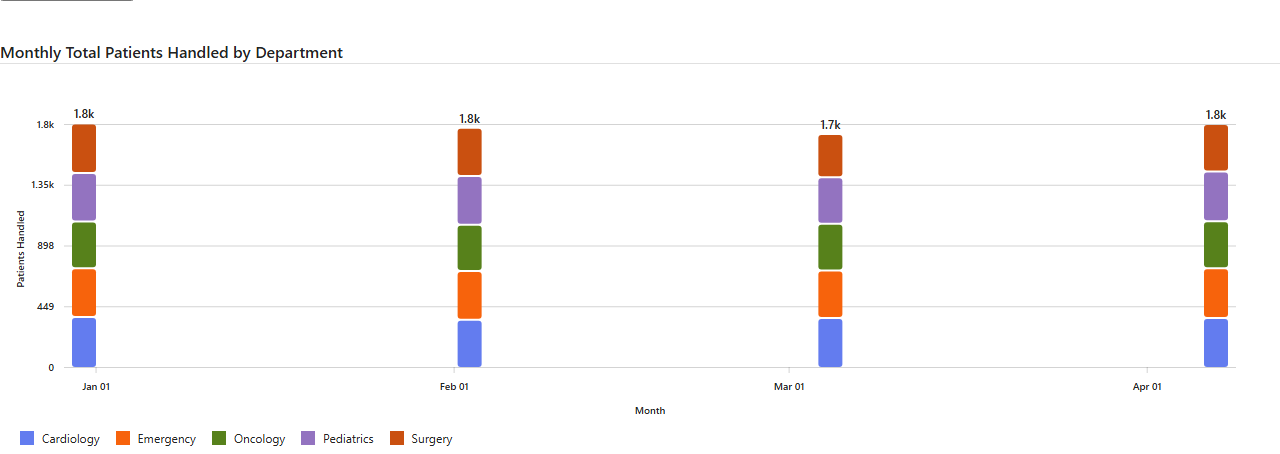 Monthly Total Patients Handled by Department
1.8k
1.8k
1.7k
1.8k
1.8k
1.35k
898
449
0
Patients Handled
Jan 01
Feb 01
Mar 01
Apr 01
Month
Cardiology
Emergency
Oncology
Pediatrics
Surgery